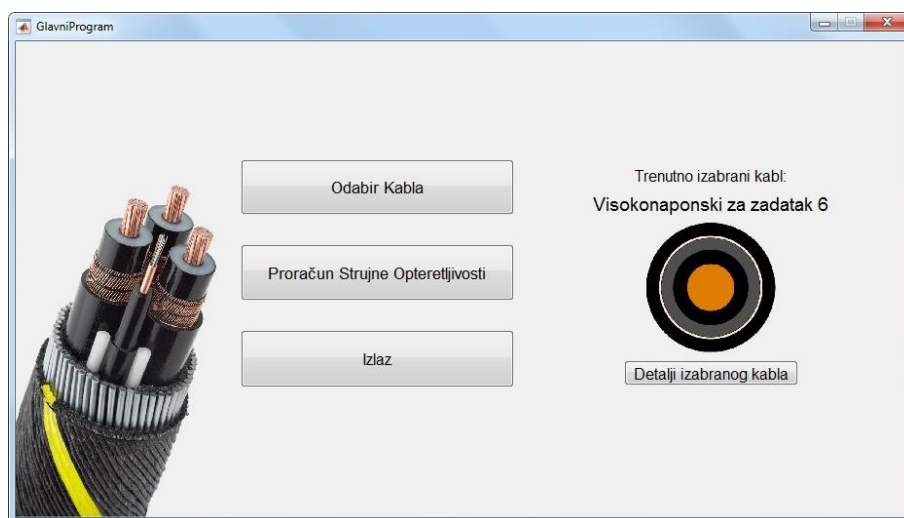 GlavniProgram
Odabir Kabla
Proračun Strujne Opteretljivosti
Izlaz
Trenutno izabrani kabl:
Visokonaponski za zadatak 6
Detalji izabranog kabla